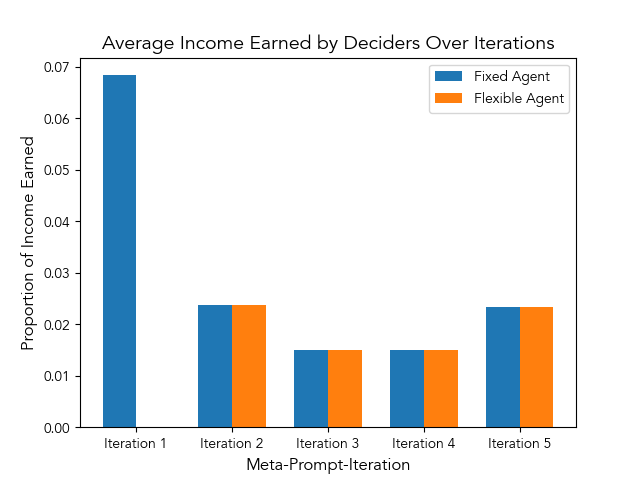 Average Income Earned by Deciders Over Iterations
Fixed Agent
Flexible Agent
Proportion of Income Earned
0.07
0.06
0.05
0.04
0.03
0.02
0.01
0.00
Iteration 1
Iteration 2
Iteration 3
Iteration 4
Iteration 5
Meta-Prompt-Iteration